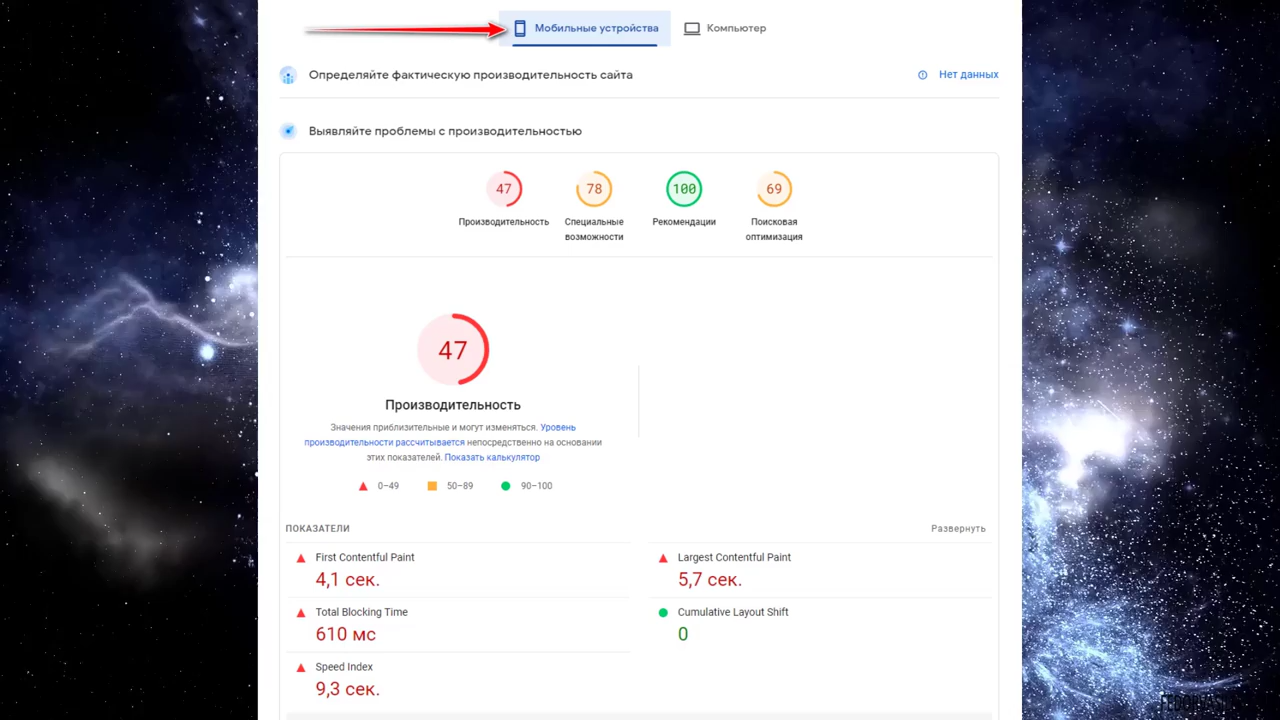 Мобильные устройства
Компьютер
Определяйте фактическую производительность сайта
Нет данных
Выявляйте проблемы с производительностью
47
78
100
69
Производительность
Специальные
возможности
Рекомендации
Поисковая
оптимизация
47
Производительность
Значения приблизительные и могут изменяться. Уровень
производительности рассчитывается непосредственно на основании
этих показателей. Показать калькулятор
0–49
50–89
90–100
ПОКАЗАТЕЛИ
Развернуть
First Contentful Paint
4,1 сек.
Largest Contentful Paint
5,7 сек.
Total Blocking Time
610 мс
Cumulative Layout Shift
0
Speed Index
9,3 сек.